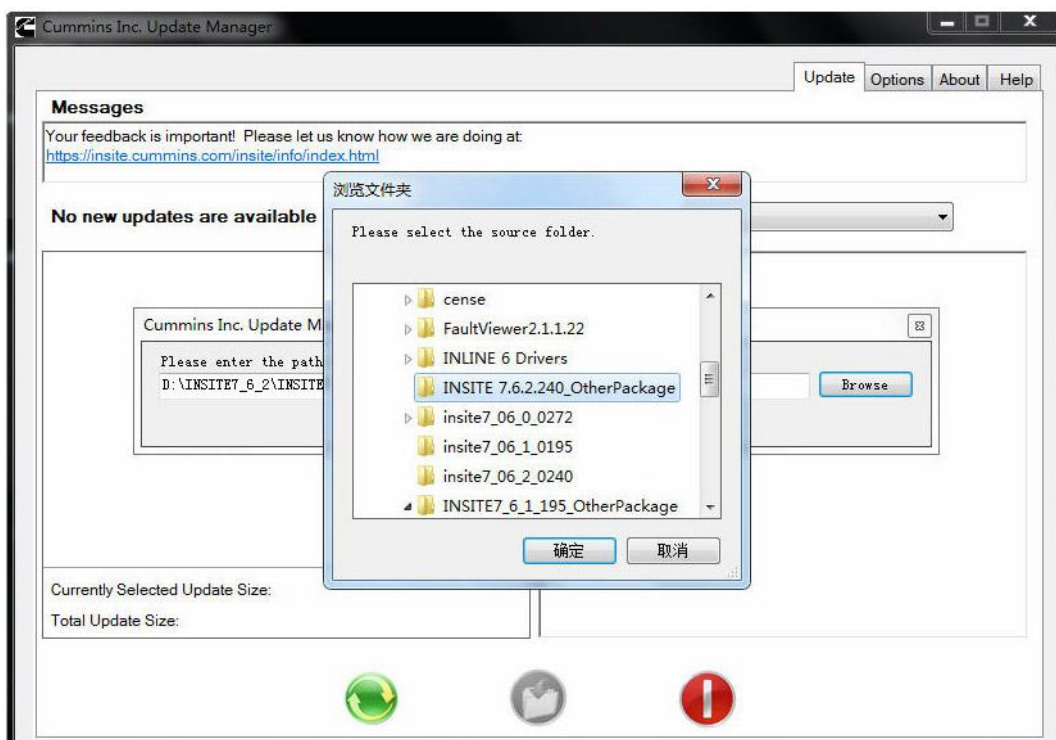 Cummins Inc. Update Manager
Update Options About Help
Messages
Your feedback is important! Please let us know how we are doing at:
https://insite.cummins.com/insite/info/index.html
浏览文件夹
No new updates are available
Please select the source folder.
cense
FaultViewer2.1.1.22
Cummins Inc. Update M
INLINE 6 Drivers
Please enter the path
D:\INSITE7_6_2\INSITE
INSITE 7.6.2.240_OtherPackage
Browse
insite7_06_0_0272
insite7_06_1_0195
insite7_06_2_0240
INSITE7_6_1_195_OtherPackage
确定 取消
Currently Selected Update Size:
Total Update Size: